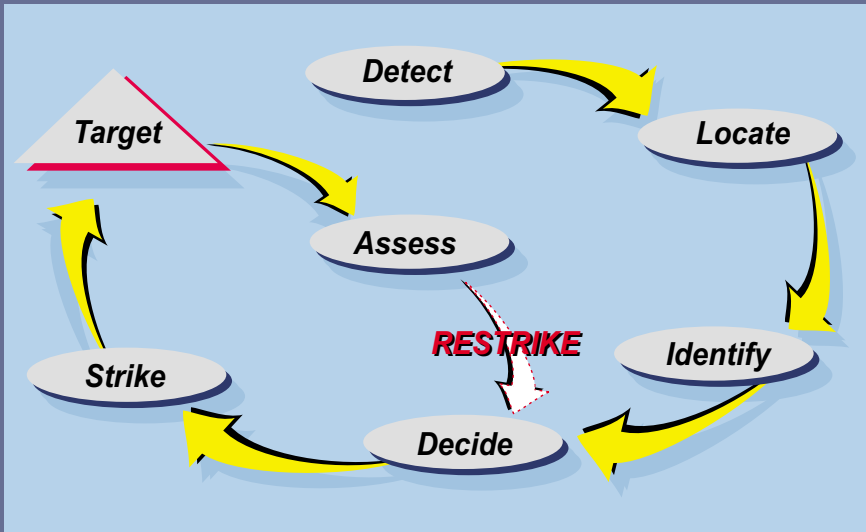 Detect
Target
Locate
Assess
RESTRIKE
Identify
Strike
Decide